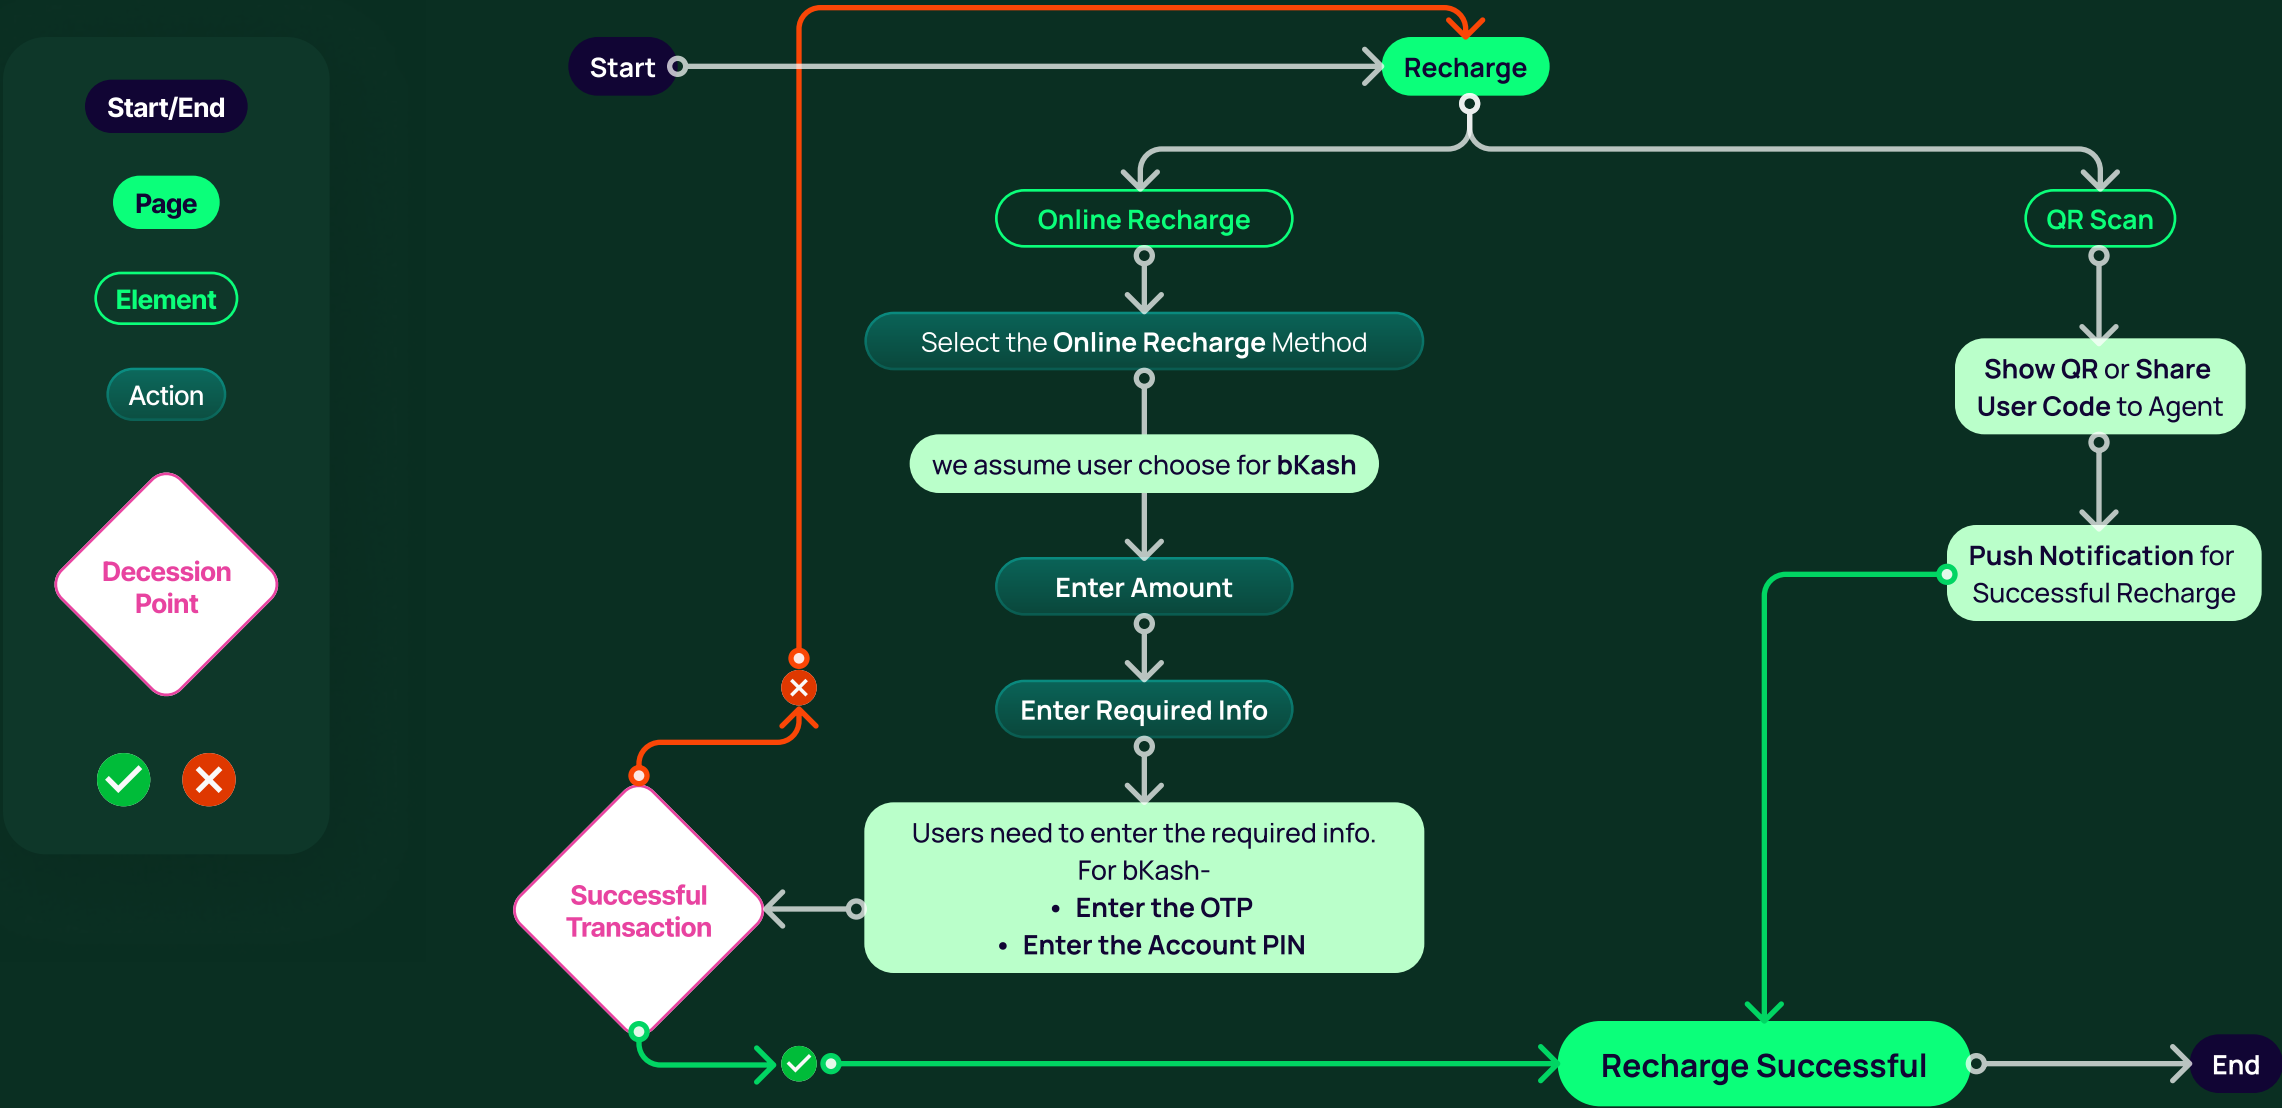 Start/End
Page
Element
Action
Decession
Point
Start
Recharge
Online Recharge
Select the Online Recharge Method
we assume user choose for bKash
Enter Amount
Enter Required Info
Users need to enter the required info.
For bKash-
• Enter the OTP
• Enter the Account PIN
Successful
Transaction
QR Scan
Show QR or Share
User Code to Agent
Push Notification for
Successful Recharge
Recharge Successful
End